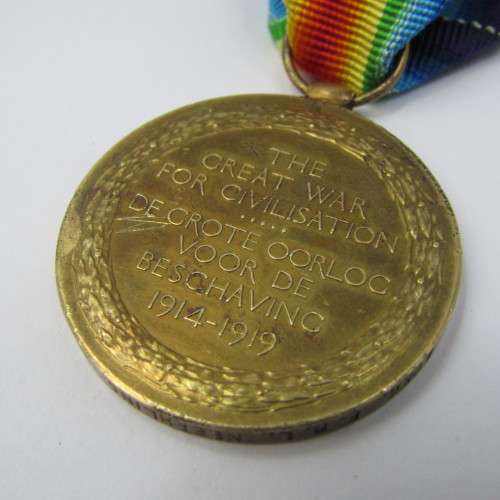 THE
GREAT WAR
FOR CIVILISATION
.....
DE GROTE OORLOG
VOOR DE
BESCHAVING
1914-1919